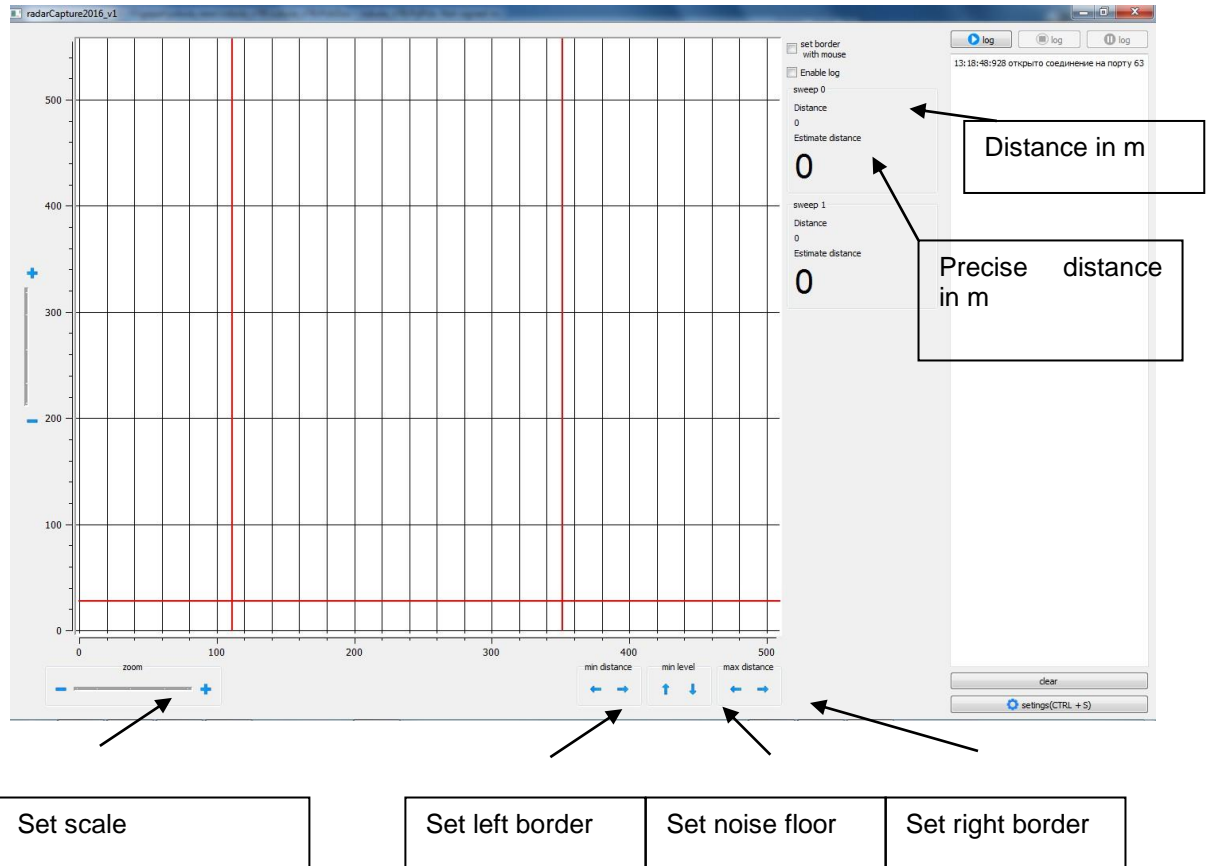 radarCapture2016_v1
500
400
300
200
100
0
0
100
200
300
400
500
zoom
min distance
min level
max distance
set border
with mouse
Enable log
sweep 0
Distance
0
Estimate distance
0
sweep 1
Distance
0
Estimate distance
0
log
log
log
13:18:48:928 открыто соединение на порту 63
clear
setings(CTRL + S)
Distance in m
Precise distance
in m
Set scale
Set left border
Set noise floor
Set right border